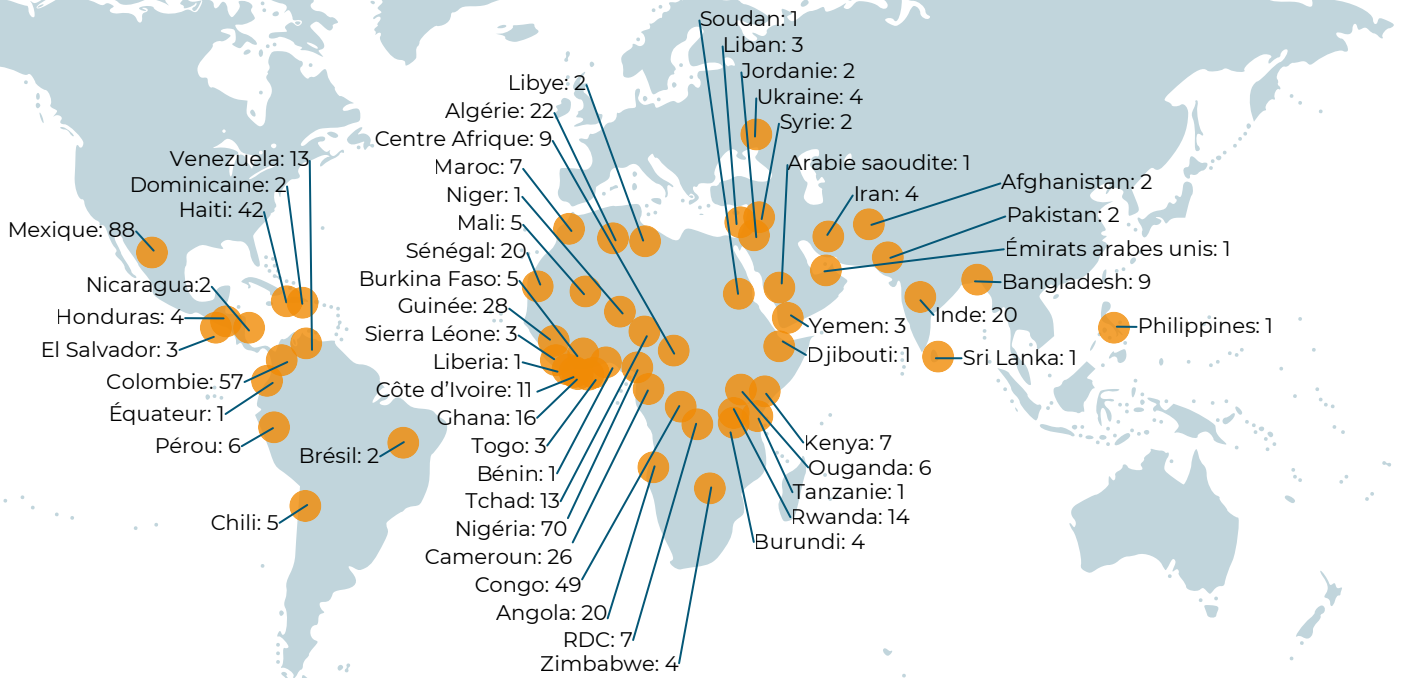 Soudan: 1
Liban: 3
Jordanie: 2
Ukraine: 4
Syrie: 2
Arabie saoudite: 1
Iran: 4
Afghanistan: 2
Pakistan: 2
Émirats arabes unis: 1
Bangladesh: 9
Inde: 20
Philippines: 1
Sri Lanka: 1
Yemen: 3
Djibouti: 1
Libye: 2
Algérie: 22
Centre Afrique: 9
Maroc: 7
Niger: 1
Mali: 5
Sénégal: 20
Burkina Faso: 5
Guinée: 28
Sierra Léone: 3
Liberia: 1
Côte d’Ivoire: 11
Ghana: 16
Togo: 3
Bénin: 1
Tchad: 13
Nigéria: 70
Cameroun: 26
Congo: 49
Angola: 20
RDC: 7
Zimbabwe: 4
Kenya: 7
Ouganda: 6
Tanzanie: 1
Rwanda: 14
Burundi: 4
Venezuela: 13
Dominicaine: 2
Haiti: 42
Mexique: 88
Nicaragua:2
Honduras: 4
El Salvador: 3
Colombie: 57
Équateur: 1
Pérou: 6
Brésil: 2
Chili: 5